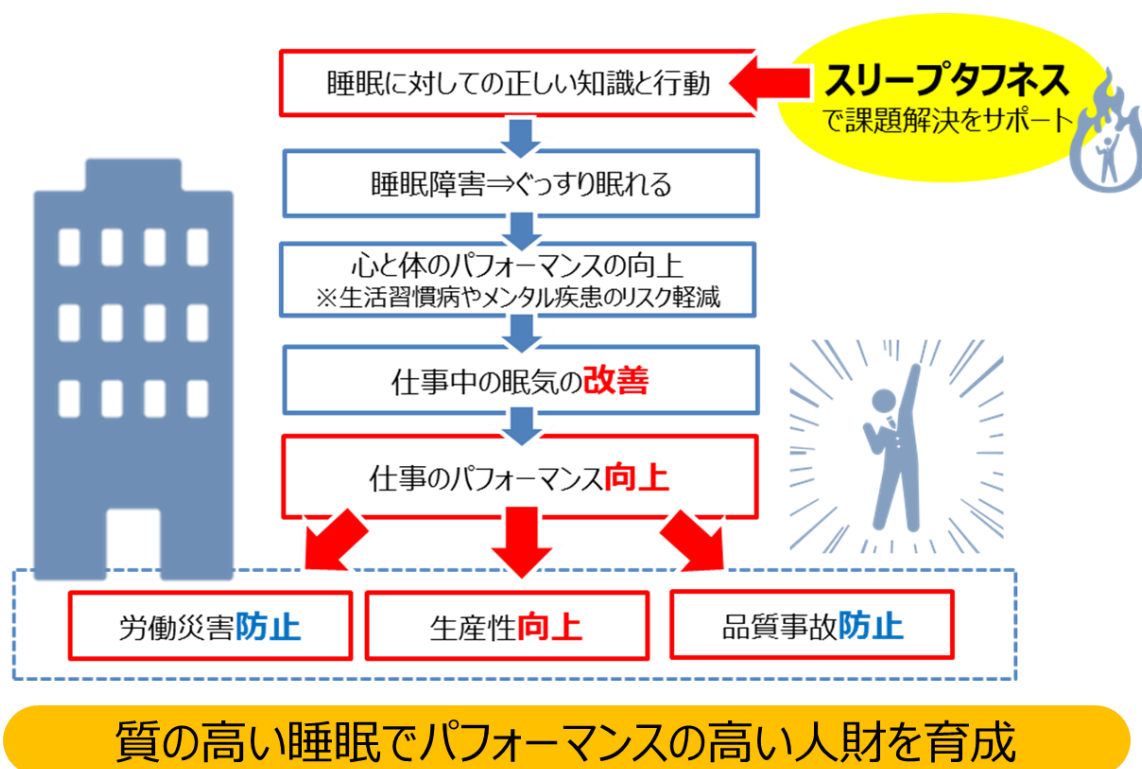 睡眠に対しての正しい知識と行動
スリープタフネス
で課題解決をサポート
睡眠障害⇒ぐっすり眠れる
心と体のパフォーマンスの向上
※生活習慣病やメンタル疾患のリスク軽減
仕事中の眠気の改善
仕事のパフォーマンス向上
労働災害防止
生産性向上
品質事故防止
質の高い睡眠でパフォーマンスの高い人財を育成